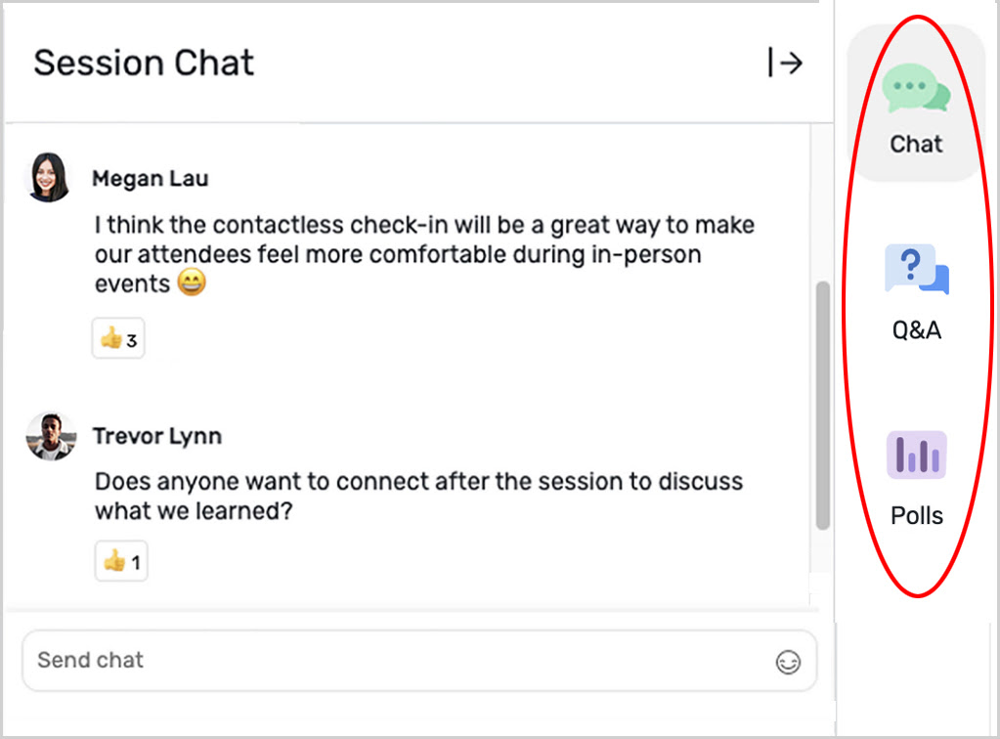 Session Chat
Megan Lau
I think the contactless check-in will be a great way to make
our attendees feel more comfortable during in-person
events 😄
👍 3
Trevor Lynn
Does anyone want to connect after the session to discuss
what we learned?
👍 1
Send chat
Chat
?
Q&A
Polls